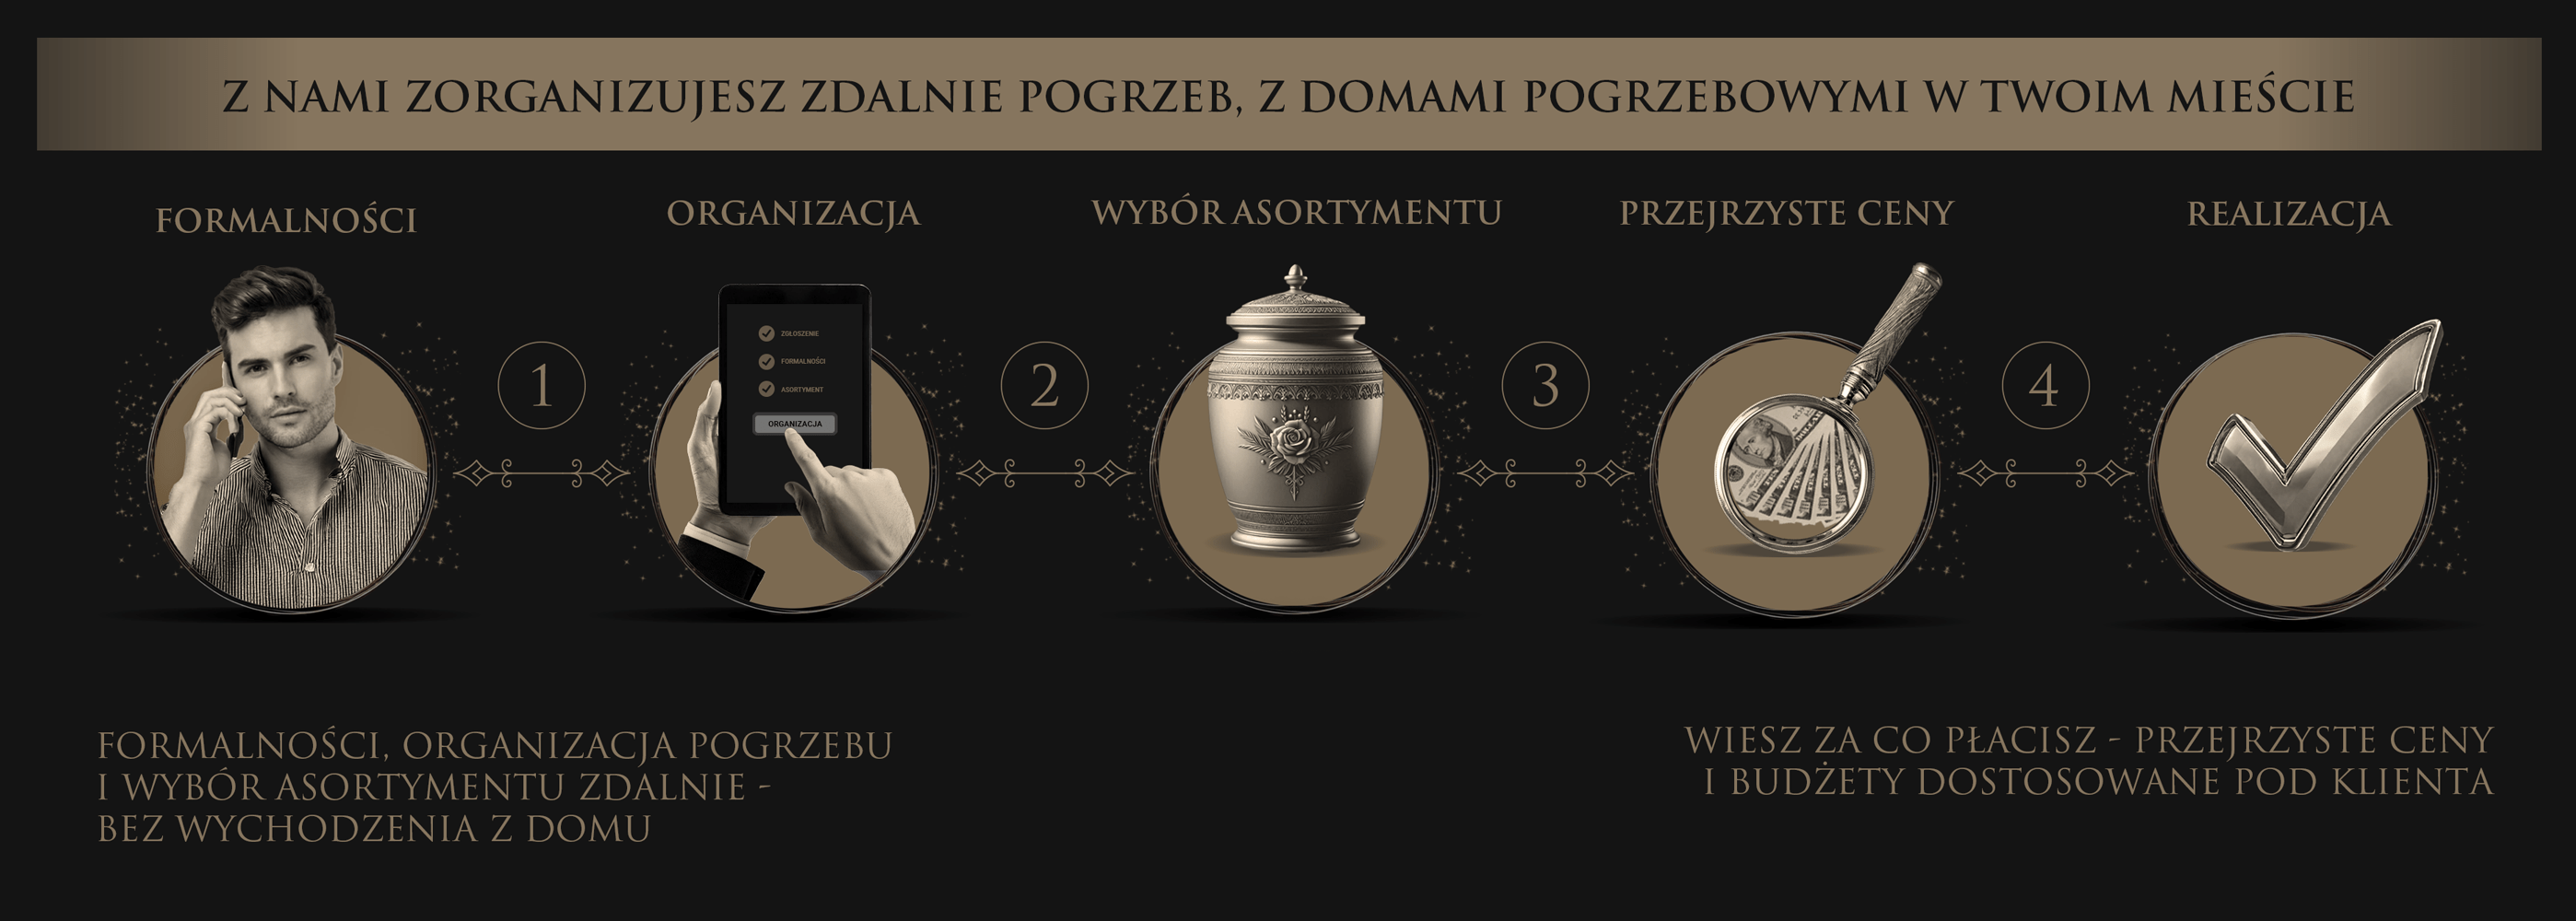 Z NAMI ZORGANIZUJESZ ZDALNIE POGRZEB, Z DOMAMI POGRZEBOWYMI W TWOIM MIEŚCIE
FORMALNOŚCI
ORGANIZACJA
WYBÓR ASORTYMENTU
PRZEJRZYSTE CENY
REALIZACJA
ZGŁOSZENIE
FORMALNOŚCI
ASORTYMENT
ORGANIZACJA
1
2
3
4
FORMALNOŚCI, ORGANIZACJA POGRZEBU
I WYBÓR ASORTYMENTU ZDALNIE -
BEZ WYCHODZENIA Z DOMU
WIESZ ZA CO PŁACISZ - PRZEJRZYSTE CENY
I BUDŻETY DOSTOSOWANE POD KLIENTA